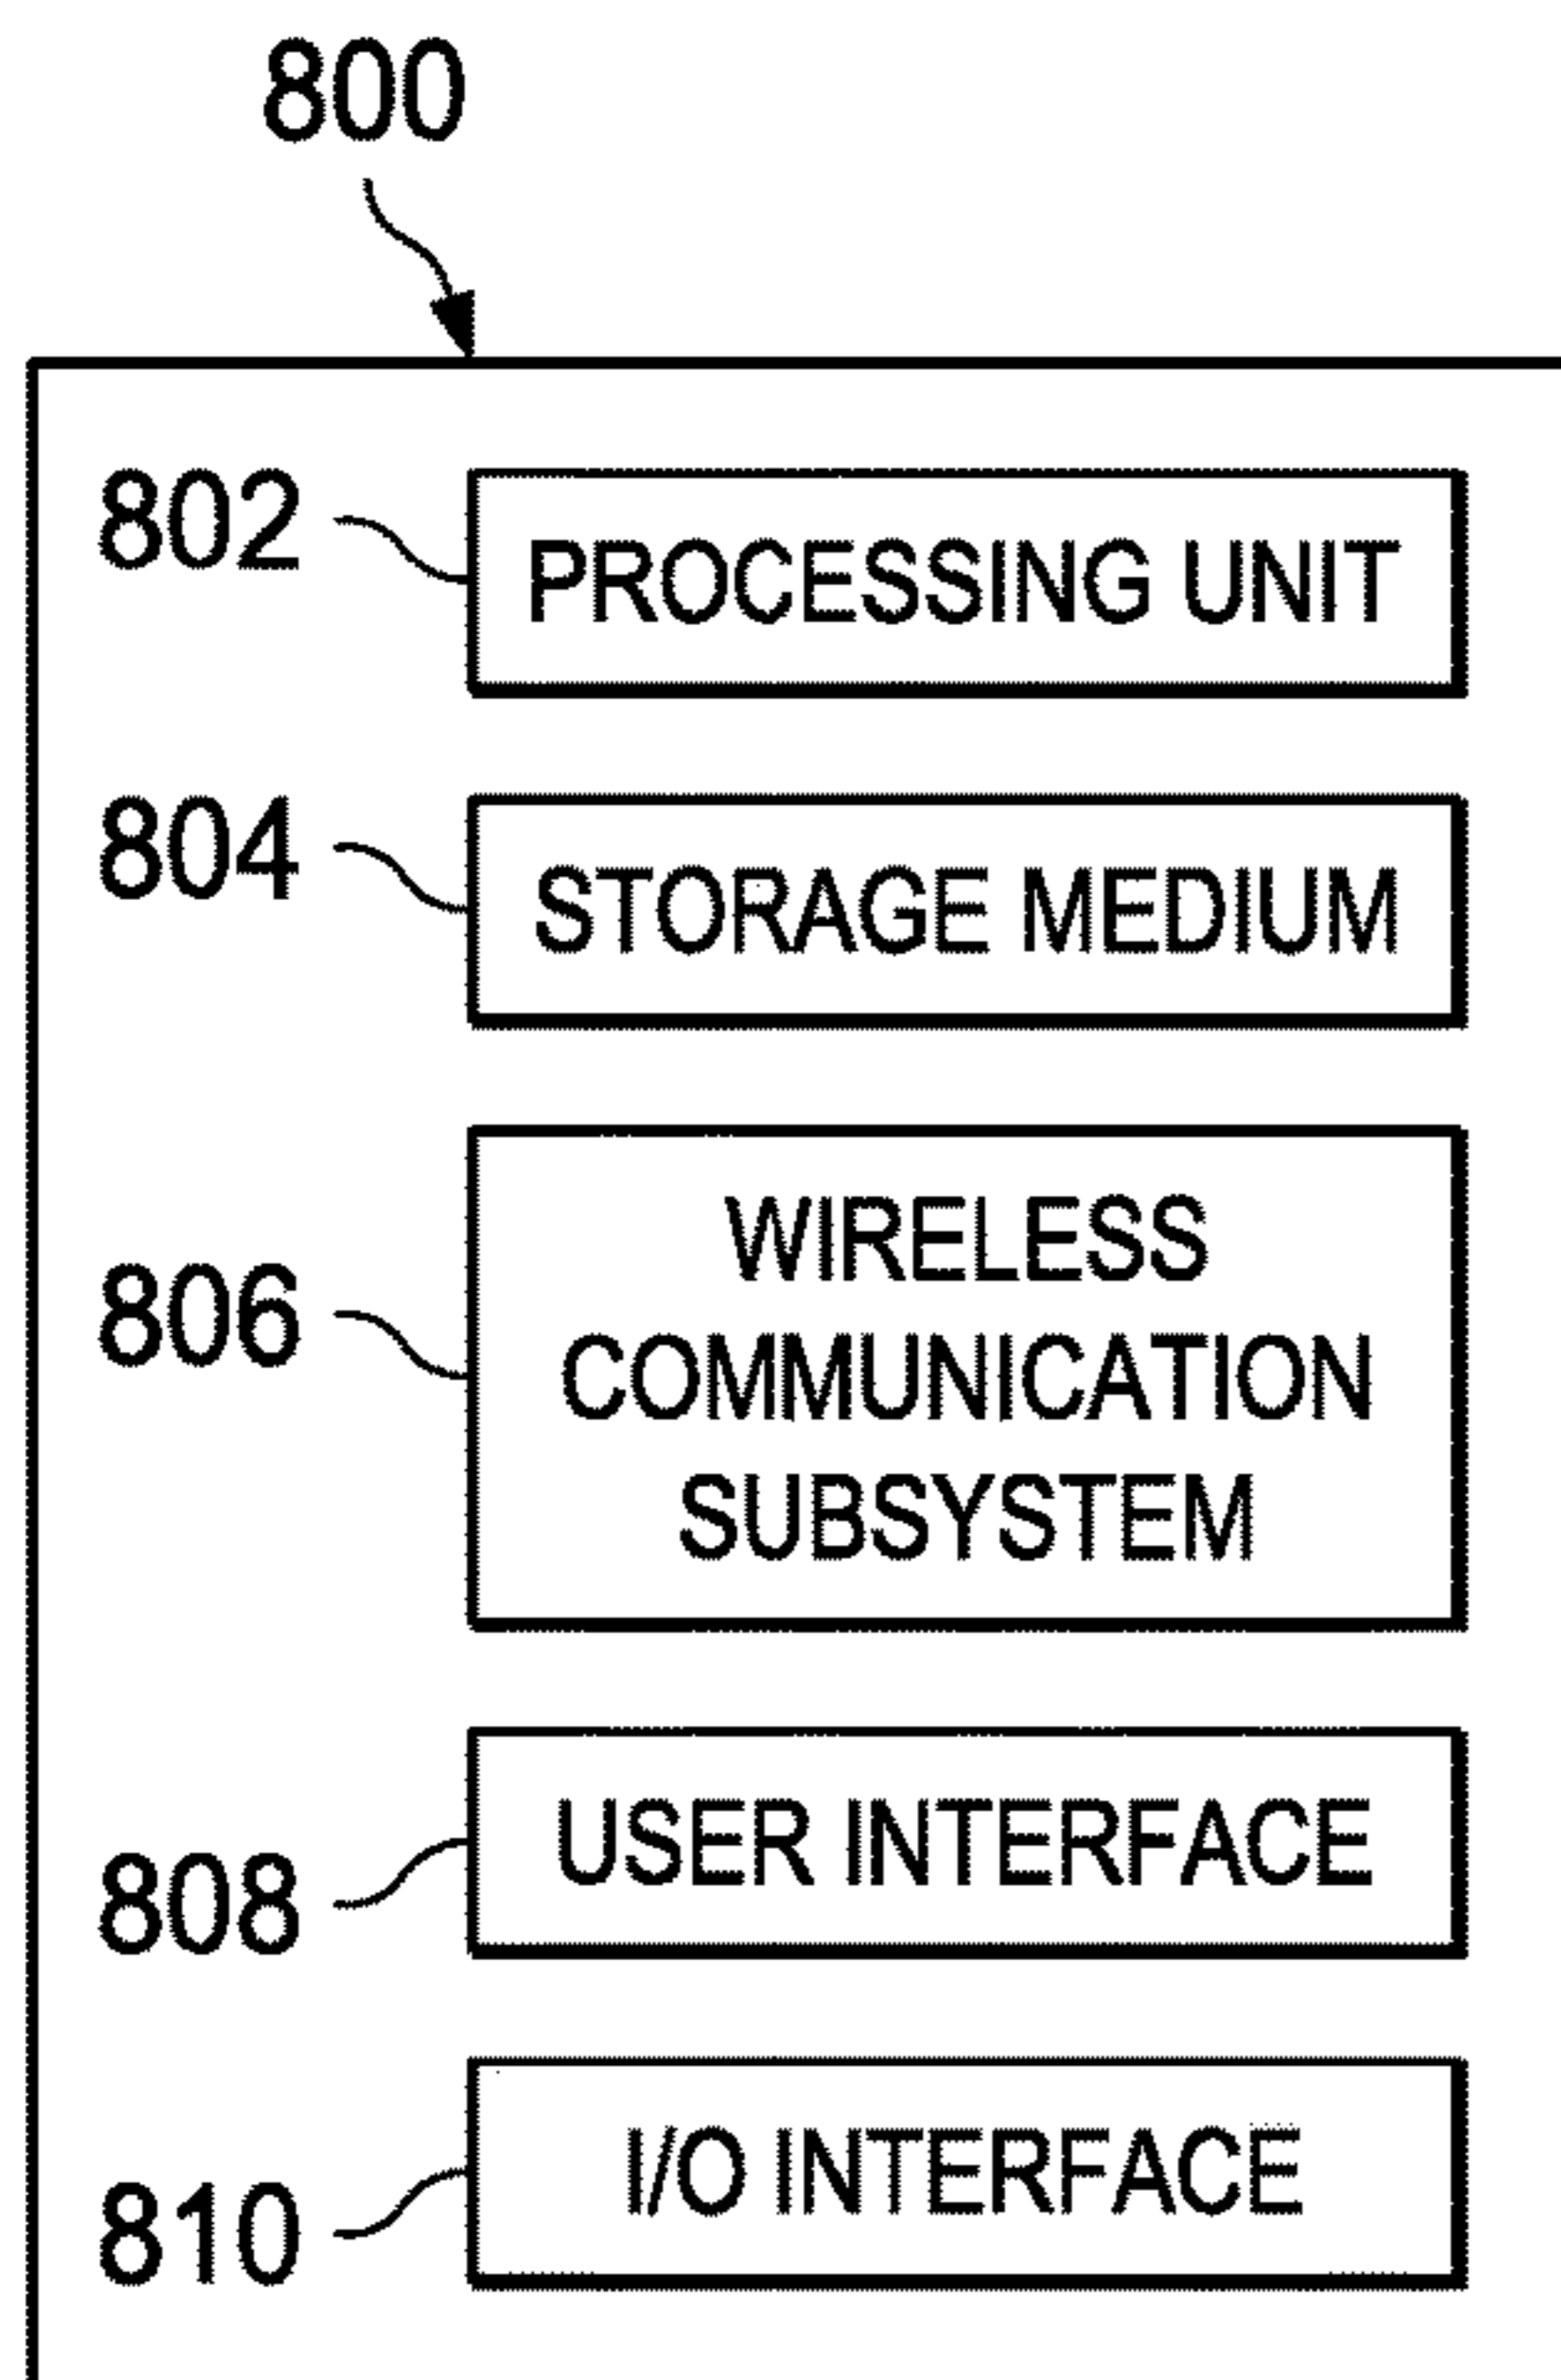 800
802 PROCESSING UNIT
804 STORAGE MEDIUM
WIRELESS
806 COMMUNICATION
SUBSYSTEM
808 USER INTERFACE
810 I/O INTERFACE